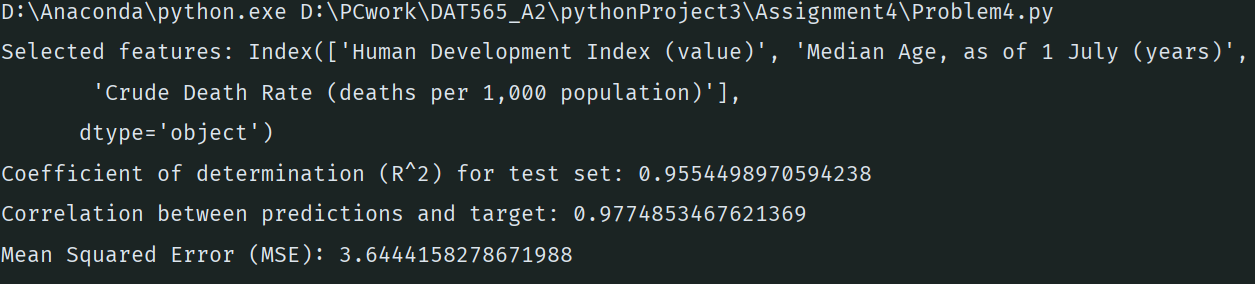 D:\Anaconda\python.exe D:\PCwork\DAT565_A2\pythonProject3\Assignment4\Problem4.py
Selected features: Index(['Human Development Index (value)', 'Median Age, as of 1 July (years)',
       'Crude Death Rate (deaths per 1,000 population)'],
      dtype='object')
Coefficient of determination (R^2) for test set: 0.9554498970594238
Correlation between predictions and target: 0.9774853467621369
Mean Squared Error (MSE): 3.6444158278671988